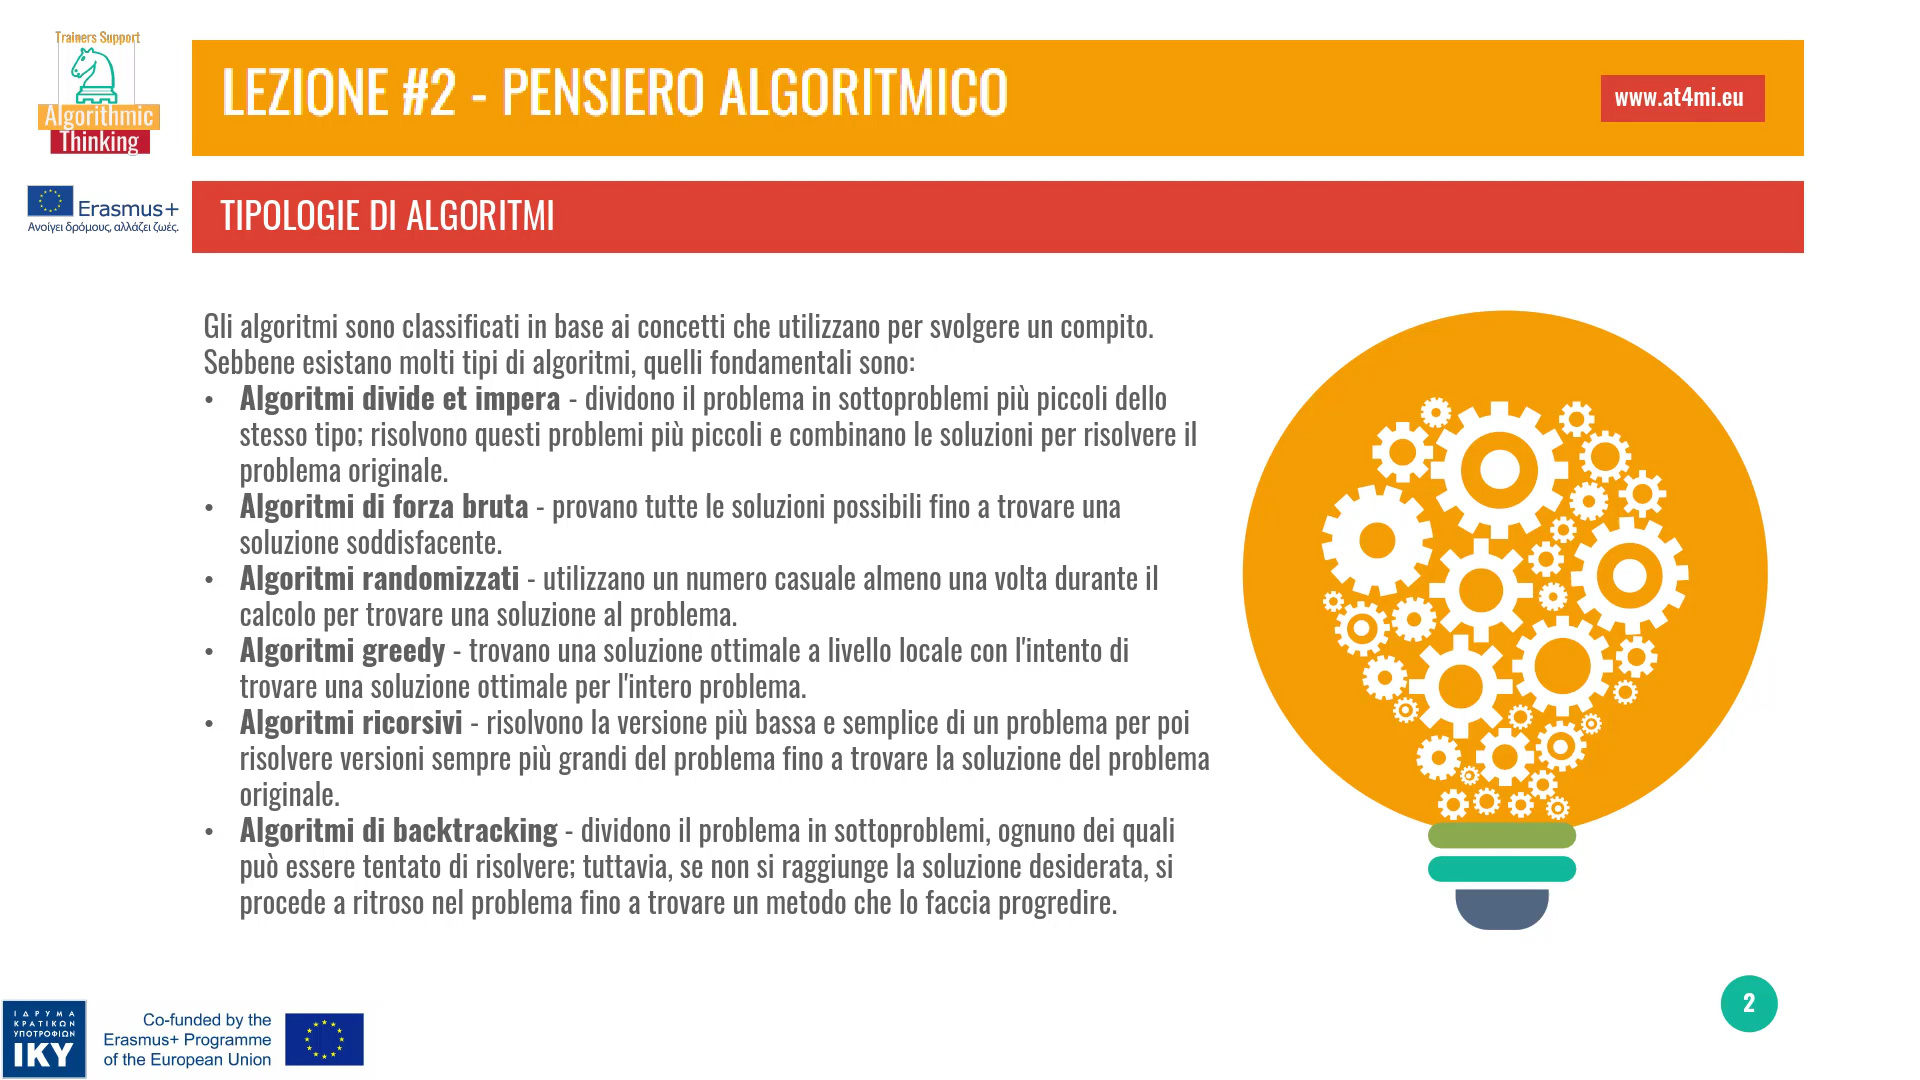 Trainers Support
Algorithmic
Thinking
LEZIONE #2 - PENSIERO ALGORITMICO
www.at4mi.eu
Erasmus+
Ανοίγει δρόμους, αλλάζει ζωές.
TIPOLOGIE DI ALGORITMI
Gli algoritmi sono classificati in base ai concetti che utilizzano per svolgere un compito.
Sebbene esistano molti tipi di algoritmi, quelli fondamentali sono:
• Algoritmi divide et impera - dividono il problema in sottoproblemi più piccoli dello
stesso tipo; risolvono questi problemi più piccoli e combinano le soluzioni per risolvere il
problema originale.
• Algoritmi di forza bruta - provano tutte le soluzioni possibili fino a trovare una
soluzione soddisfacente.
• Algoritmi randomizzati - utilizzano un numero casuale almeno una volta durante il
calcolo per trovare una soluzione al problema.
• Algoritmi greedy - trovano una soluzione ottimale a livello locale con l'intento di
trovare una soluzione ottimale per l'intero problema.
• Algoritmi ricorsivi - risolvono la versione più bassa e semplice di un problema per poi
risolvere versioni sempre più grandi del problema fino a trovare la soluzione del problema
originale.
• Algoritmi di backtracking - dividono il problema in sottoproblemi, ognuno dei quali
può essere tentato di risolvere; tuttavia, se non si raggiunge la soluzione desiderata, si
procede a ritroso nel problema fino a trovare un metodo che lo faccia progredire.
2
ΙΔΡΥΜΑ
ΚΡΑΤΙΚΩΝ
ΥΠΟΤΡΟΦΙΩΝ
IKY
Co-funded by the
Erasmus+ Programme
of the European Union